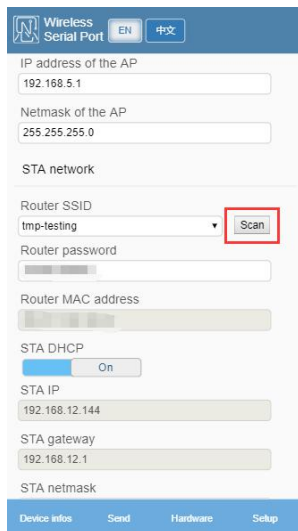 Wireless
Serial Port
EN
中文
IP address of the AP
192.168.5.1
Netmask of the AP
255.255.255.0
STA network
Router SSID
tmp-testing
Scan
Router password
Router MAC address
STA DHCP
On
STA IP
192.168.12.144
STA gateway
192.168.12.1
STA netmask
Device infos Send Hardware Setup